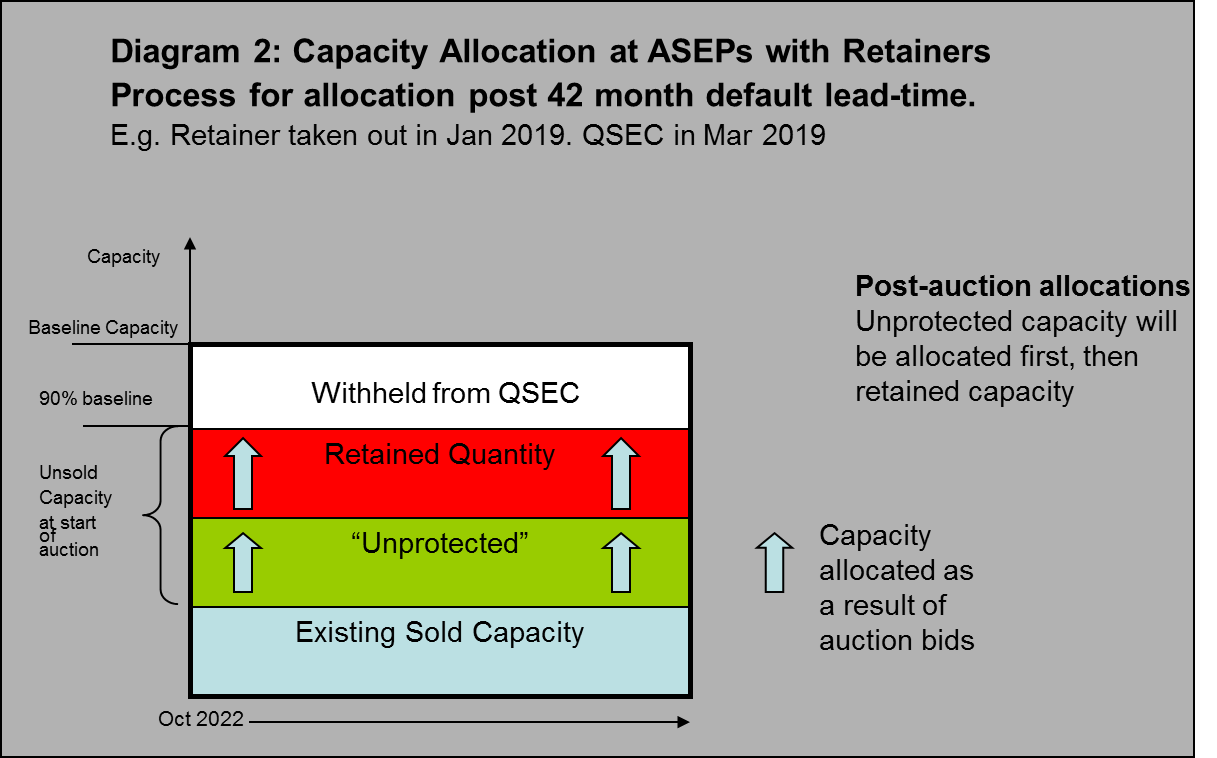 Diagram 2: Capacity Allocation at ASEPs with Retainers
Process for allocation post 42 month default lead-time.
E.g. Retainer taken out in Jan 2019. QSEC in Mar 2019
Capacity
Baseline Capacity
90% baseline
Unsold
Capacity
at start
of
auction
Withheld from QSEC
Retained Quantity
“Unprotected”
Existing Sold Capacity
Oct 2022
Post-auction allocations
Unprotected capacity will
be allocated first, then
retained capacity
Capacity
allocated as
a result of
auction bids